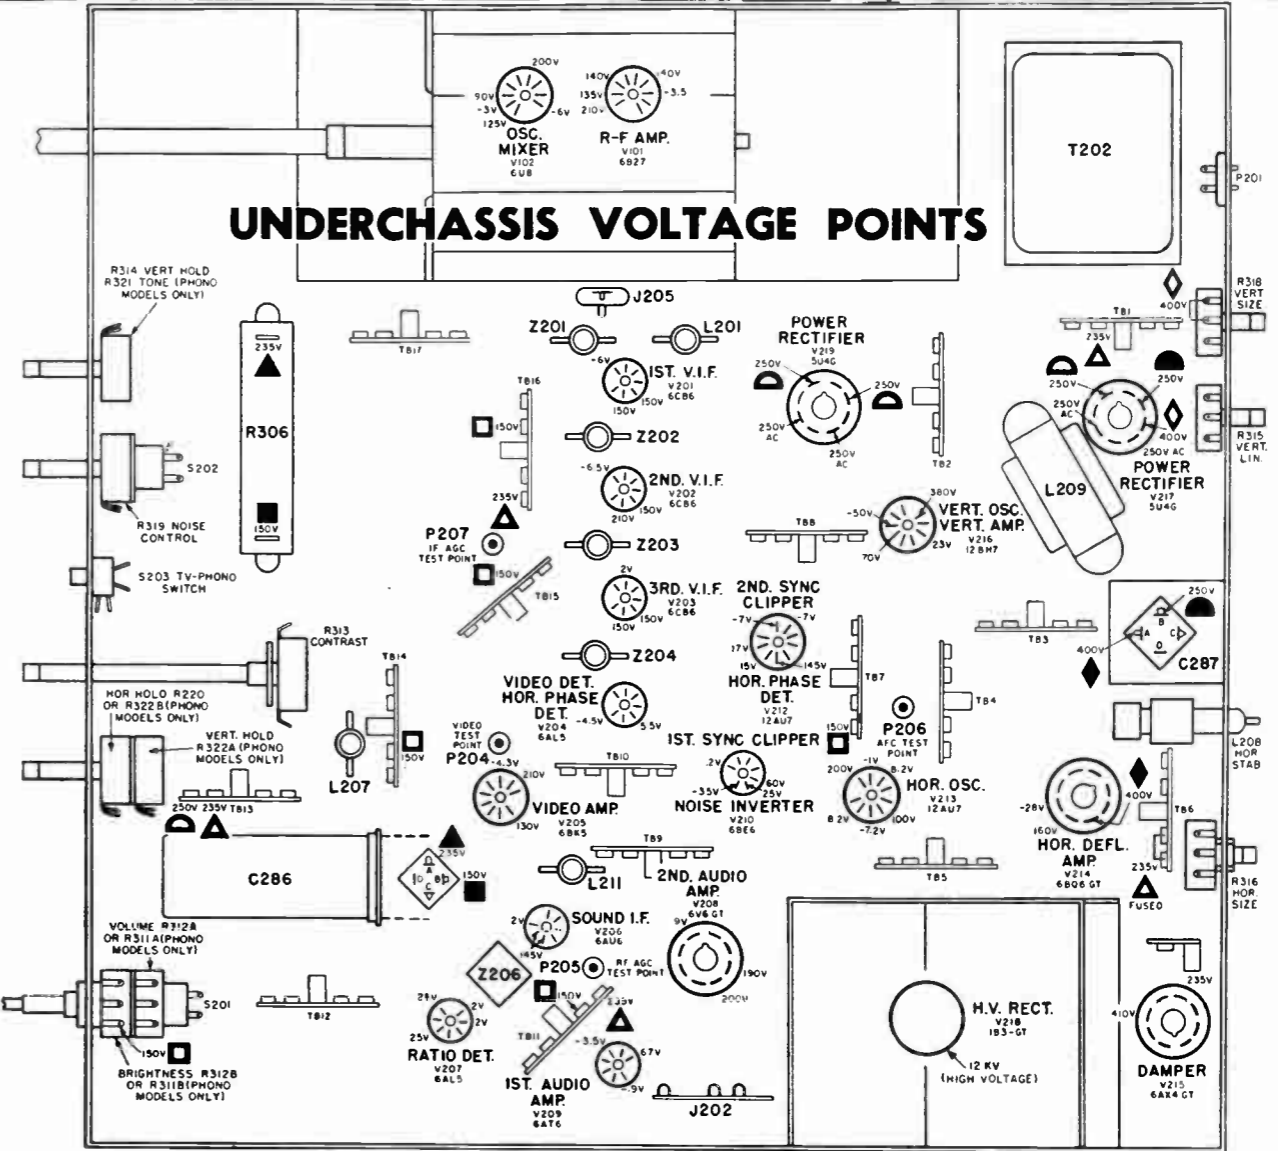 200V
90V
-3V
125V
-6V
OSC.
MIXER
V102
6U8
140V
135V
210V
40V
-3.5
R-F AMP.
V101
6BZ7
T202
P201
UNDERCHASSIS VOLTAGE POINTS
R314 VERT HOLD
R321 TONE (PHONO
MODELS ONLY)
R318
VERT
SIZE
400V
TB1
235V
J205
Z201
L201
-6V
1ST. V.I.F.
V201
6CB6
150V
150V
POWER
RECTIFIER
V219
5U4G
250V
250V
250V
AC
250V
AC
250V
250V
250V
AC
400V
250V AC
POWER
RECTIFIER
V217
5U4G
R315
VERT.
LIN.
TB17
235V
R306
150V
TB16
150V
235V
Z202
TB2
L209
S202
R319 NOISE
CONTROL
-6.5V
2ND. V.I.F.
V202
6CB6
150V
210V
380V
-50V
VERT. OSC.
VERT. AMP.
V216
12BH7
70V
23V
TB8
P207
IF AGC
TEST POINT
Z203
150V
TB15
S203 TV-PHONO
SWITCH
2V
3RD. V.I.F.
V203
6CB6
150V
150V
2ND. SYNC
CLIPPER
-7V
-7V
17V
15V
145V
HOR. PHASE
DET.
V212
12AU7
TB3
250V
A
B
C
D
400V
C287
R313
CONTRAST
TB14
Z204
TB7
TB4
HOR HOLD R220
OR R322B (PHONO
MODELS ONLY)
VERT. HOLD
R322A (PHONO
MODELS ONLY)
VIDEO DET.
HOR. PHASE
DET.
V204
6AL5
-4.5V
5.5V
P206
AFC TEST
POINT
L208
HOR
STAB
L207
150V
VIDEO
TEST
POINT
P204
1ST. SYNC CLIPPER
150V
TB13
250V 235V
-4.3V
210V
VIDEO AMP.
V205
6BK5
130V
TB10
.2V
-35V
60V
25V
NOISE INVERTER
V210
6BE6
-1V
200V
8.2V
HOR. OSC.
V213
12AU7
8.2V
-7.2V
100V
400V
-28V
160V
HOR. DEFL.
AMP.
V214
6BQ6 GT
TB6
235V
FUSED
R316
HOR.
SIZE
C286
235V
A
B
C
D
150V
TB9
TB5
L211
2ND. AUDIO
AMP.
V208
6V6 GT
9V
190V
200V
VOLUME R312A
OR R311A (PHONO
MODELS ONLY)
2V
SOUND I.F.
V206
6AU6
145V
Z206
P205
RF AGC
TEST POINT
S201
150V
BRIGHTNESS R312B
OR R311B (PHONO
MODELS ONLY)
TB12
2V
2V
25V
RATIO DET.
V207
6AL5
150V
TB11
235V
-3.5V
67V
-.9V
1ST. AUDIO
AMP.
V209
6AT6
J202
H.V. RECT.
V218
1B3-GT
12 KV
(HIGH VOLTAGE)
235V
410V
DAMPER
V215
6AX4 GT